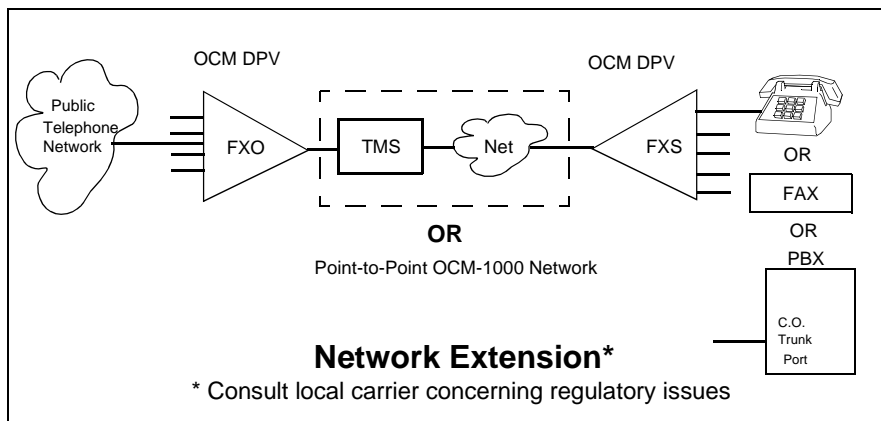 OCM DPV
OCM DPV
Public
Telephone
Network
FXO
TMS
Net
FXS
OR
FAX
OR
PBX
C.O.
Trunk
Port
OR
Point-to-Point OCM-1000 Network
Network Extension*
* Consult local carrier concerning regulatory issues